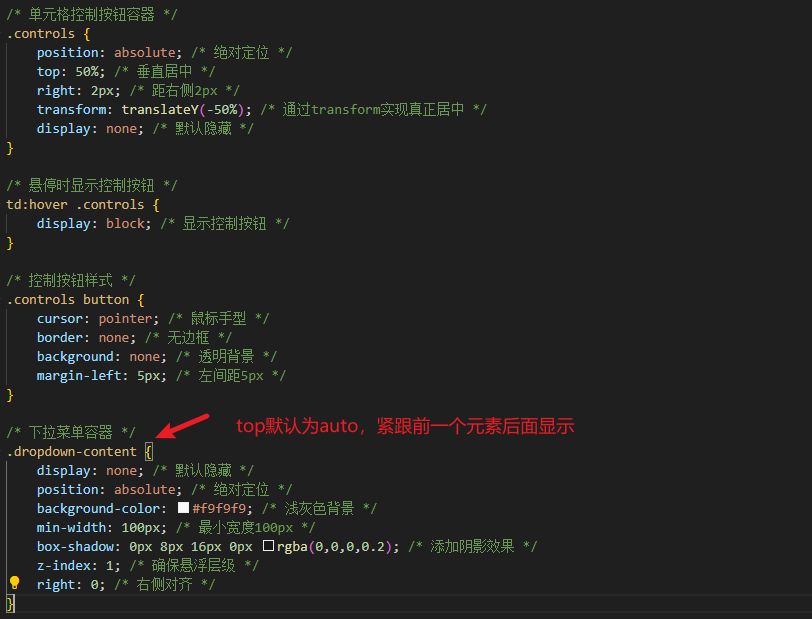 /* 单元格控制按钮容器 */
.controls {
    position: absolute; /* 绝对定位 */
    top: 50%; /* 垂直居中 */
    right: 2px; /* 距右侧2px */
    transform: translateY(-50%); /* 通过transform实现真正居中 */
    display: none; /* 默认隐藏 */
}
/* 悬停时显示控制按钮 */
td:hover .controls {
    display: block; /* 显示控制按钮 */
}
/* 控制按钮样式 */
.controls button {
    cursor: pointer; /* 鼠标手型 */
    border: none; /* 无边框 */
    background: none; /* 透明背景 */
    margin-left: 5px; /* 左间距5px */
}
top默认为auto，紧跟前一个元素后面显示
/* 下拉菜单容器 */
.dropdown-content {
    display: none; /* 默认隐藏 */
    position: absolute; /* 绝对定位 */
    background-color: #f9f9f9; /* 浅灰色背景 */
    min-width: 100px; /* 最小宽度100px */
    box-shadow: 0px 8px 16px 0px rgba(0,0,0,0.2); /* 添加阴影效果 */
    z-index: 1; /* 确保悬浮层级 */
    right: 0; /* 右侧对齐 */
}